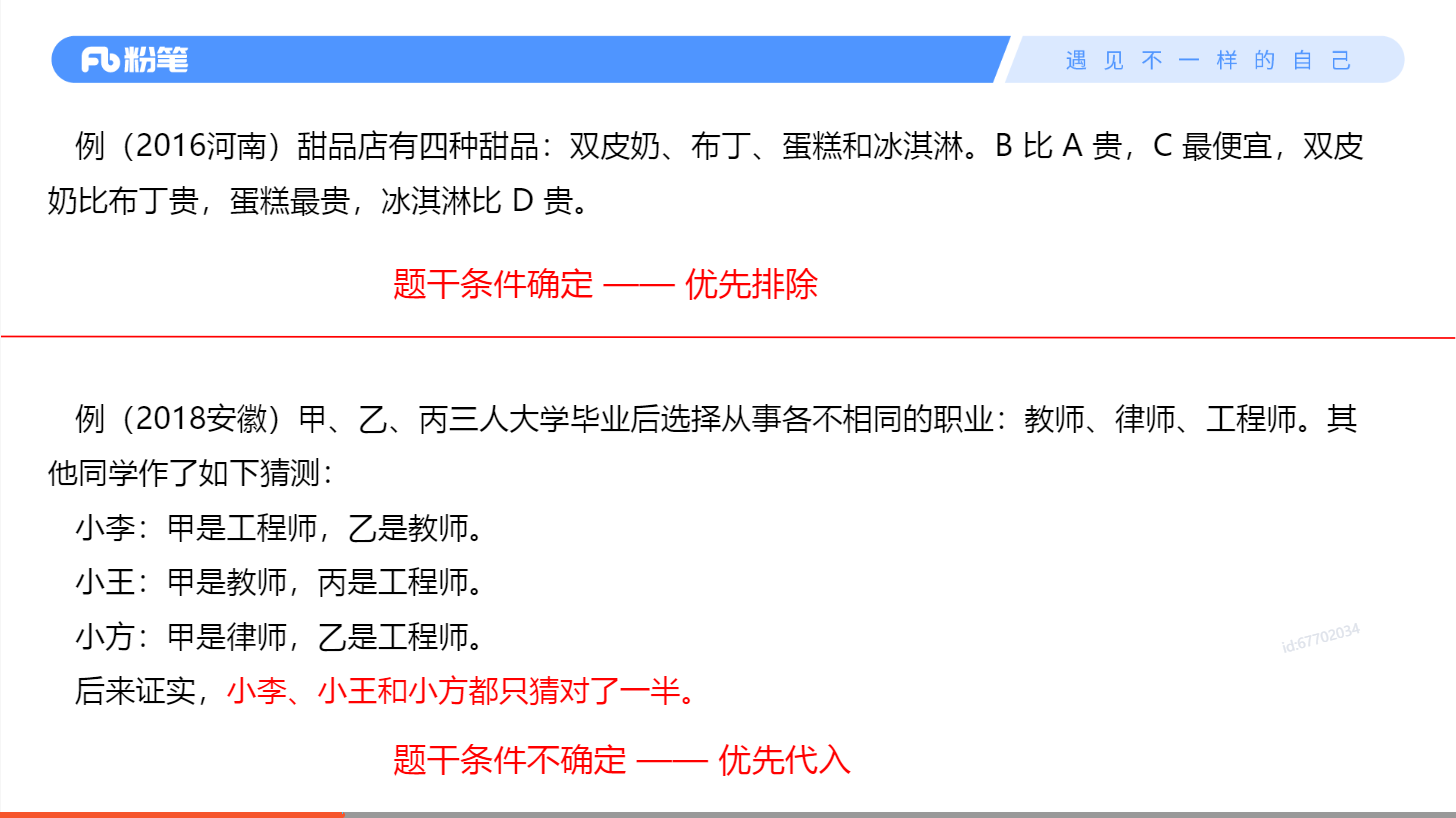 粉笔
遇见不一样的自己
例（2016河南）甜品店有四种甜品：双皮奶、布丁、蛋糕和冰淇淋。B 比 A 贵，C 最便宜，双皮
奶比布丁贵，蛋糕最贵，冰淇淋比 D 贵。
题干条件确定 —— 优先排除
例（2018安徽）甲、乙、丙三人大学毕业后选择从事各不相同的职业：教师、律师、工程师。其
他同学作了如下猜测：
小李：甲是工程师，乙是教师。
小王：甲是教师，丙是工程师。
小方：甲是律师，乙是工程师。
id:67702034
后来证实，小李、小王和小方都只猜对了一半。
题干条件不确定 —— 优先代入